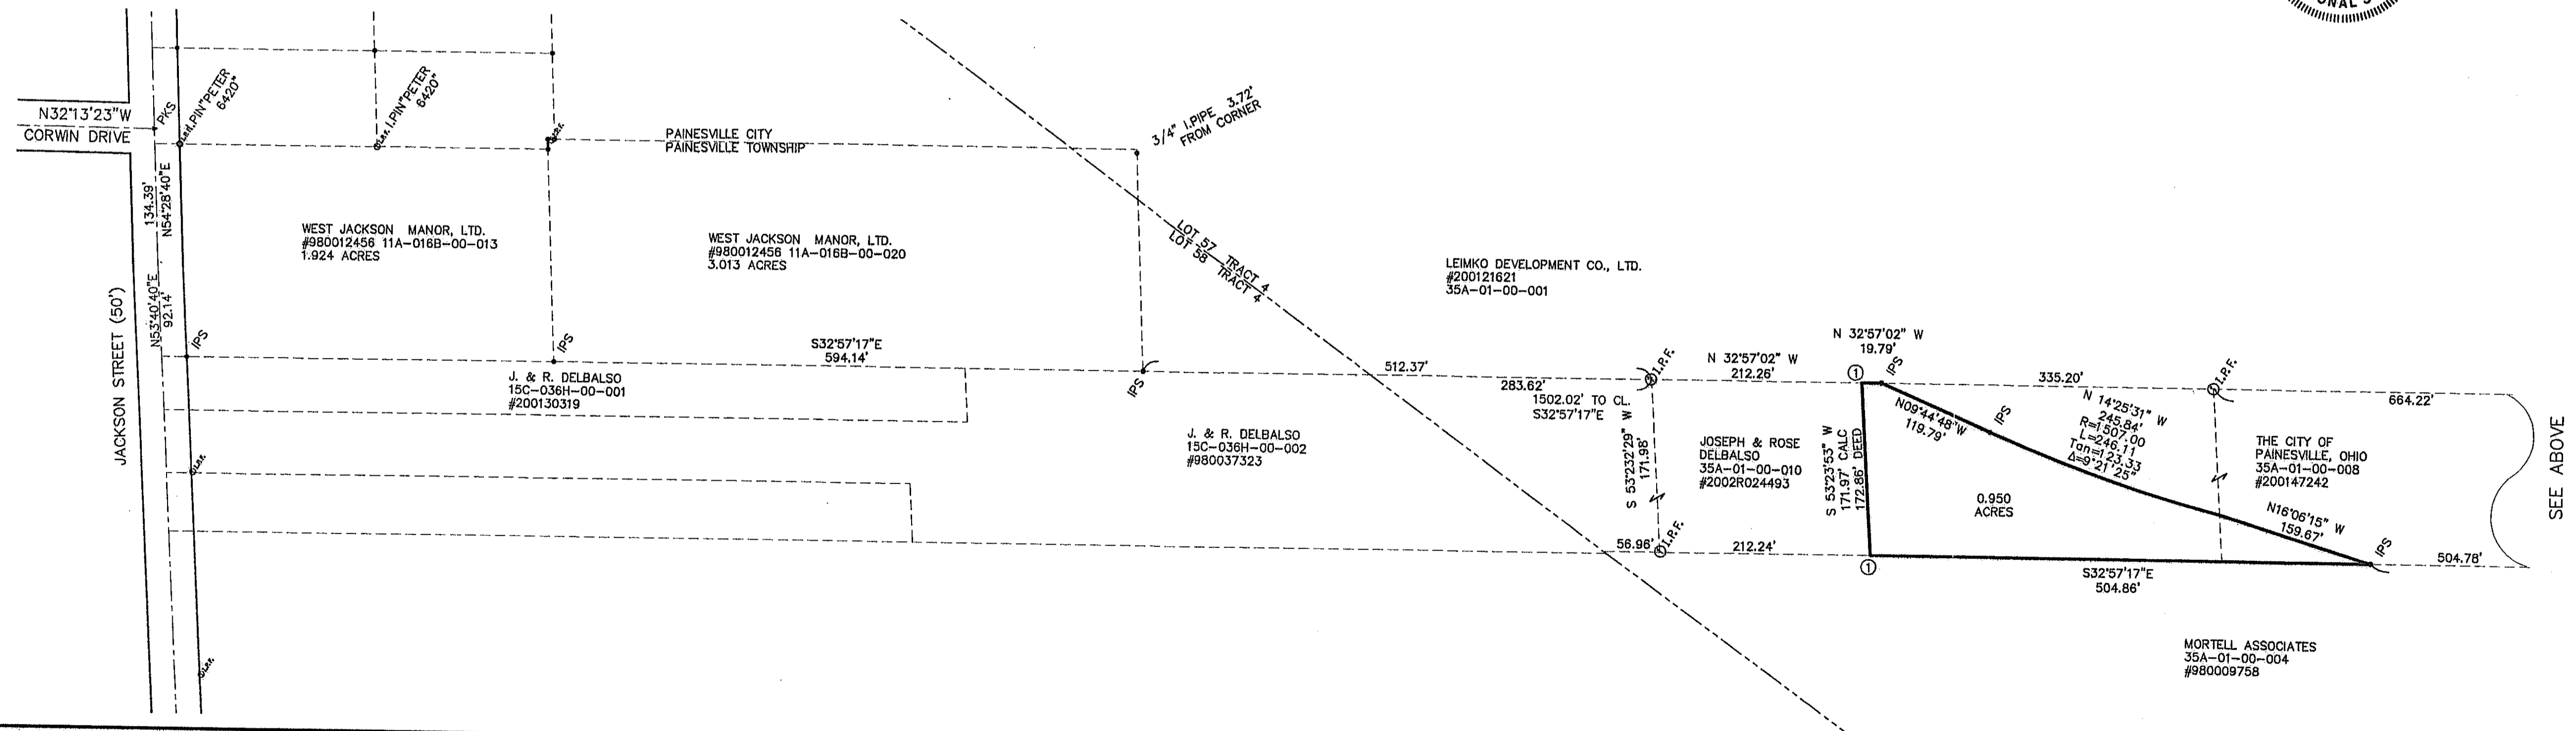 ONAL S
N32°13'23"W
CORWIN DRIVE
PKS
I.PIN"PETER
6420"
I.P.F. I.PIN"PETER
6420"
I.P.F.
134.39'
N54°28'40"E
N53°40'40"E
92.14'
JACKSON STREET (50')
IPS
I.P.F.
I.P.F.
PAINESVILLE CITY
PAINESVILLE TOWNSHIP
3/4" I.PIPE 3.72'
FROM CORNER
WEST JACKSON MANOR, LTD.
#980012456 11A-016B-00-013
1.924 ACRES
WEST JACKSON MANOR, LTD.
#980012456 11A-016B-00-020
3.013 ACRES
IPS
S32°57'17"E
594.14'
J. & R. DELBALSO
15C-036H-00-001
#200130319
IPS
LOT 57 TRACT 4
LOT 58 TRACT 4
LEIMKO DEVELOPMENT CO., LTD.
#200121621
35A-01-00-001
512.37'
283.62'
1502.02' TO CL.
S32°57'17"E
J. & R. DELBALSO
15C-036H-00-002
#980037323
I.P.F.
S 53°232'29" W
171.98'
56.96'
I.P.F.
N 32°57'02" W
212.26'
JOSEPH & ROSE
DELBALSO
35A-01-00-010
#2002R024493
212.24'
N 32°57'02" W
19.79'
1
IPS
S 53°23'53" W
171.97' CALC
172.86' DEED
1
N09°44'48"W
119.79'
IPS
335.20'
N 14°25'31" W
245.84'
R=1507.00
L=246.11
Tan=123.33
Δ=9°21'25"
0.950
ACRES
I.P.F.
664.22'
THE CITY OF
PAINESVILLE, OHIO
35A-01-00-008
#200147242
N16°06'15" W
159.67'
IPS
504.78'
S32°57'17"E
504.86'
SEE ABOVE
MORTELL ASSOCIATES
35A-01-00-004
#980009758